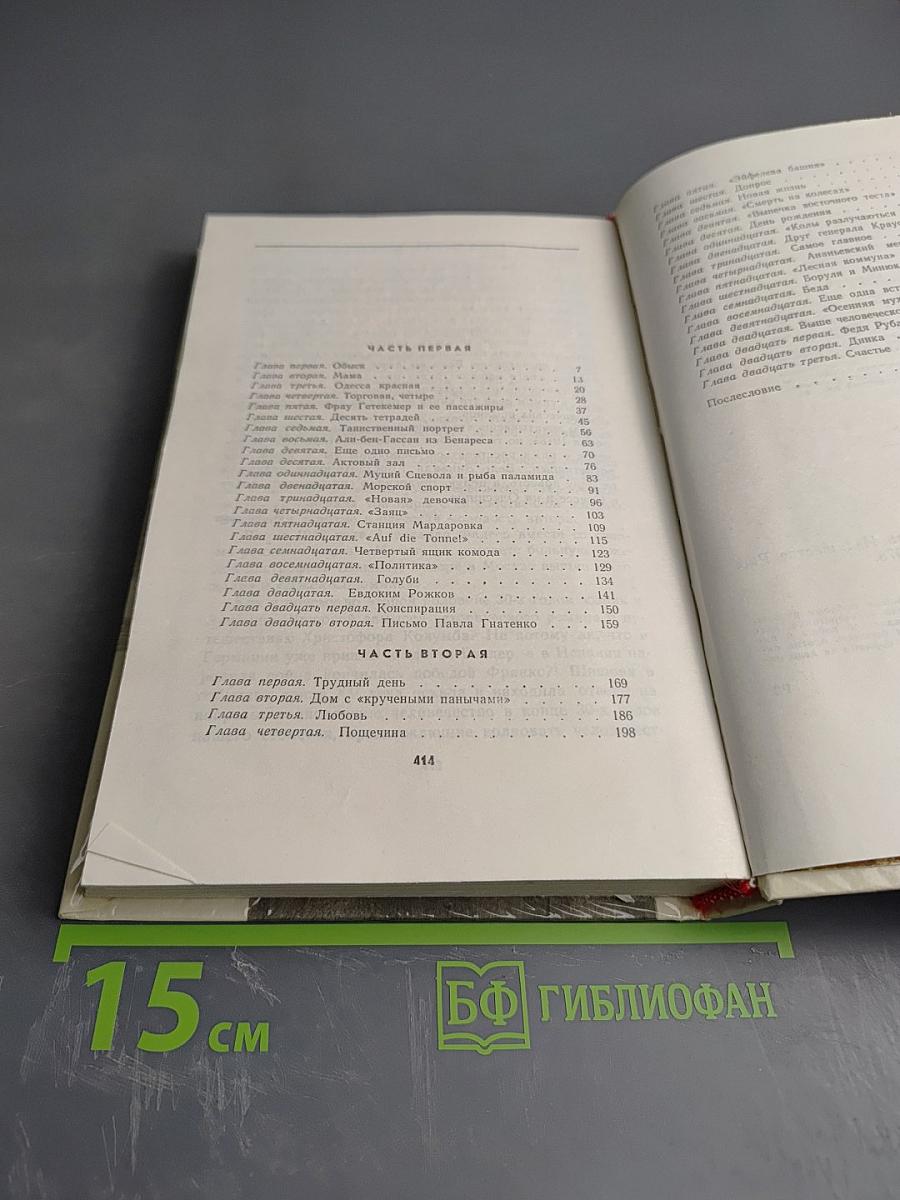 ЧАСТЬ ПЕРВАЯ
Глава первая. Обыск . . . . . . . . . . 7
Глава вторая. Мама . . . . . . . . . . 13
Глава третья. Одесса красная . . . . . . . . 20
Глава четвертая. Торговая, четыре . . . . . . . 28
Глава пятая. Фрау Гетекемер и ее пассажиры . . . . 37
Глава шестая. Десять тетрадей . . . . . . . . 45
Глава седьмая. Таинственный портрет . . . . . . 56
Глава восьмая. Али-бен-Гассан из Бенареса . . . . 63
Глава девятая. Еще одно письмо . . . . . . . 70
Глава десятая. Актовый зал . . . . . . . . 76
Глава одиннадцатая. Муций Сцевола и рыба паламида . 83
Глава двенадцатая. Морской спорт . . . . . . . 91
Глава тринадцатая. «Новая» девочка . . . . . . 96
Глава четырнадцатая. «Заяц» . . . . . . . . 103
Глава пятнадцатая. Станция Мардаровка . . . . . 109
Глава шестнадцатая. «Auf die Tonne!» . . . . . . 115
Глава семнадцатая. Четвертый ящик комода . . . . 123
Глава восемнадцатая. «Политика» . . . . . . . 129
Глава девятнадцатая. Голуби . . . . . . . . 134
Глава двадцатая. Евдоким Рожков . . . . . . . 141
Глава двадцать первая. Конспирация . . . . . . 150
Глава двадцать вторая. Письмо Павла Гнатенко . . . 159
ЧАСТЬ ВТОРАЯ
Глава первая. Трудный день . . . . . . . . 169
Глава вторая. Дом с «кручеными панычами» . . . . 177
Глава третья. Любовь . . . . . . . . . . 186
Глава четвертая. Пощечина . . . . . . . . . 198
414
Глава пятая. «Эйфелева башня» . . . .
Глава шестая. Допрос . . . .
Глава седьмая. Новая жизнь . . . .
Глава восьмая. «Смерть на колесах»
Глава девятая. «Выпечка восточного теста»
Глава десятая. День рождения . . . .
Глава одиннадцатая. «Колы разлучаються
Глава двенадцатая. Друг генерала
Глава тринадцатая. Самое главное . .
Глава четырнадцатая. Ананьевский
Глава пятнадцатая. «Лесная коммуна»
Глава шестнадцатая. Боруля и
Глава семнадцатая. Беда . . . .
Глава восемнадцатая. Еще одна
Глава девятнадцатая. «Осенняя
Глава двадцатая. Выше
Глава двадцать первая. Федя
Глава двадцать вторая. Динка
Глава двадцать третья. Счастье . .
Послесловие . . . . .
15 см
БФ ГИБЛИОФАН